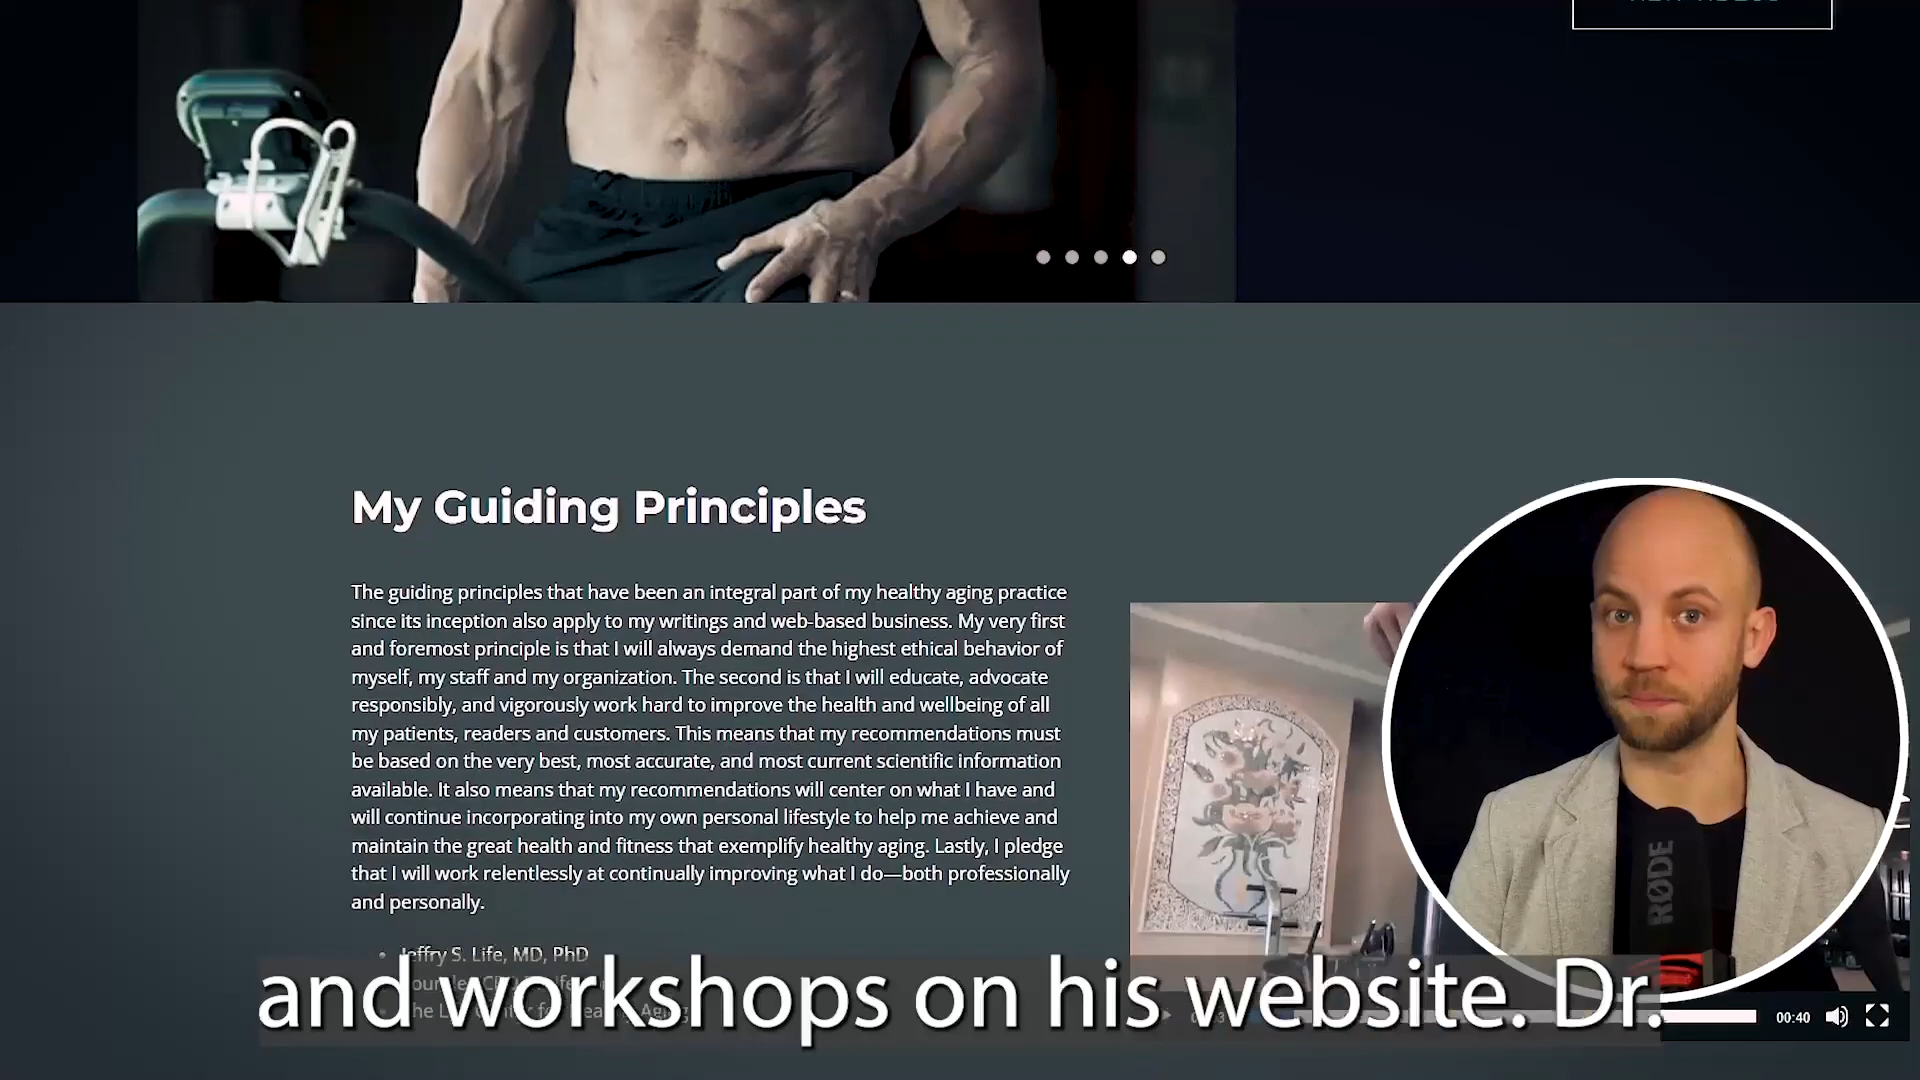 My Guiding Principles
The guiding principles that have been an integral part of my healthy aging practice
since its inception also apply to my writings and web-based business. My very first
and foremost principle is that I will always demand the highest ethical behavior of
myself, my staff and my organization. The second is that I will educate, advocate
responsibly, and vigorously work hard to improve the health and wellbeing of all
my patients, readers and customers. This means that my recommendations must
be based on the very best, most accurate, and most current scientific information
available. It also means that my recommendations will center on what I have and
will continue incorporating into my own personal lifestyle to help me achieve and
maintain the great health and fitness that exemplify healthy aging. Lastly, I pledge
that I will work relentlessly at continually improving what I do—both professionally
and personally.
RØDE
Jeffry S. Life, MD, PhD
and workshops on his website. Dr.
00:40